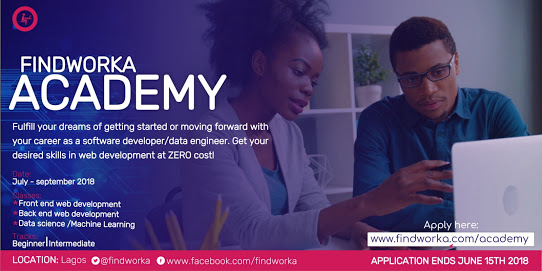 FINDWORKA
ACADEMY
Fulfill your dreams of getting started or moving forward with
your career as a software developer/data engineer. Get your
desired skills in web development at ZERO cost!
Date:
July - september 2018
Classes:
*Front end web development
*Back end web development
*Data science /Machine Learning
Tracks:
Beginner|Intermediate
Apply here:
www.findworka.com/academy
LOCATION: Lagos @findworka www.facebook.com/findworka APPLICATION ENDS JUNE 15TH 2018